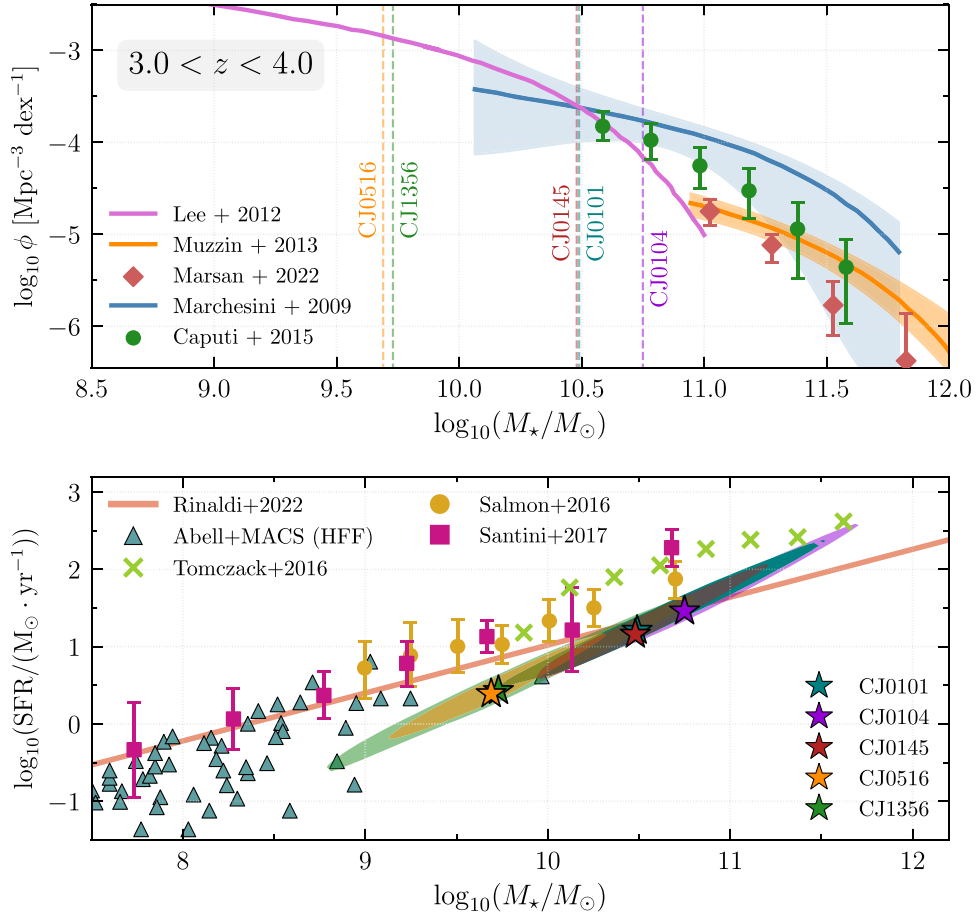 3.0 < z < 4.0
log₁₀ ϕ [Mpc⁻³ dex⁻¹]
−3
−4
−5
−6
Lee + 2012
Muzzin + 2013
Marsan + 2022
Marchesini + 2009
Caputi + 2015
CJ0516
CJ1356
CJ0145
CJ0101
CJ0104
8.5 9.0 9.5 10.0 10.5 11.0 11.5 12.0
log₁₀(M⋆/M⊙)
log₁₀(SFR/(M⊙ · yr⁻¹))
3
2
1
0
−1
Rinaldi+2022
Abell+MACS (HFF)
Tomczack+2016
Salmon+2016
Santini+2017
CJ0101
CJ0104
CJ0145
CJ0516
CJ1356
8 9 10 11 12
log₁₀(M⋆/M⊙)